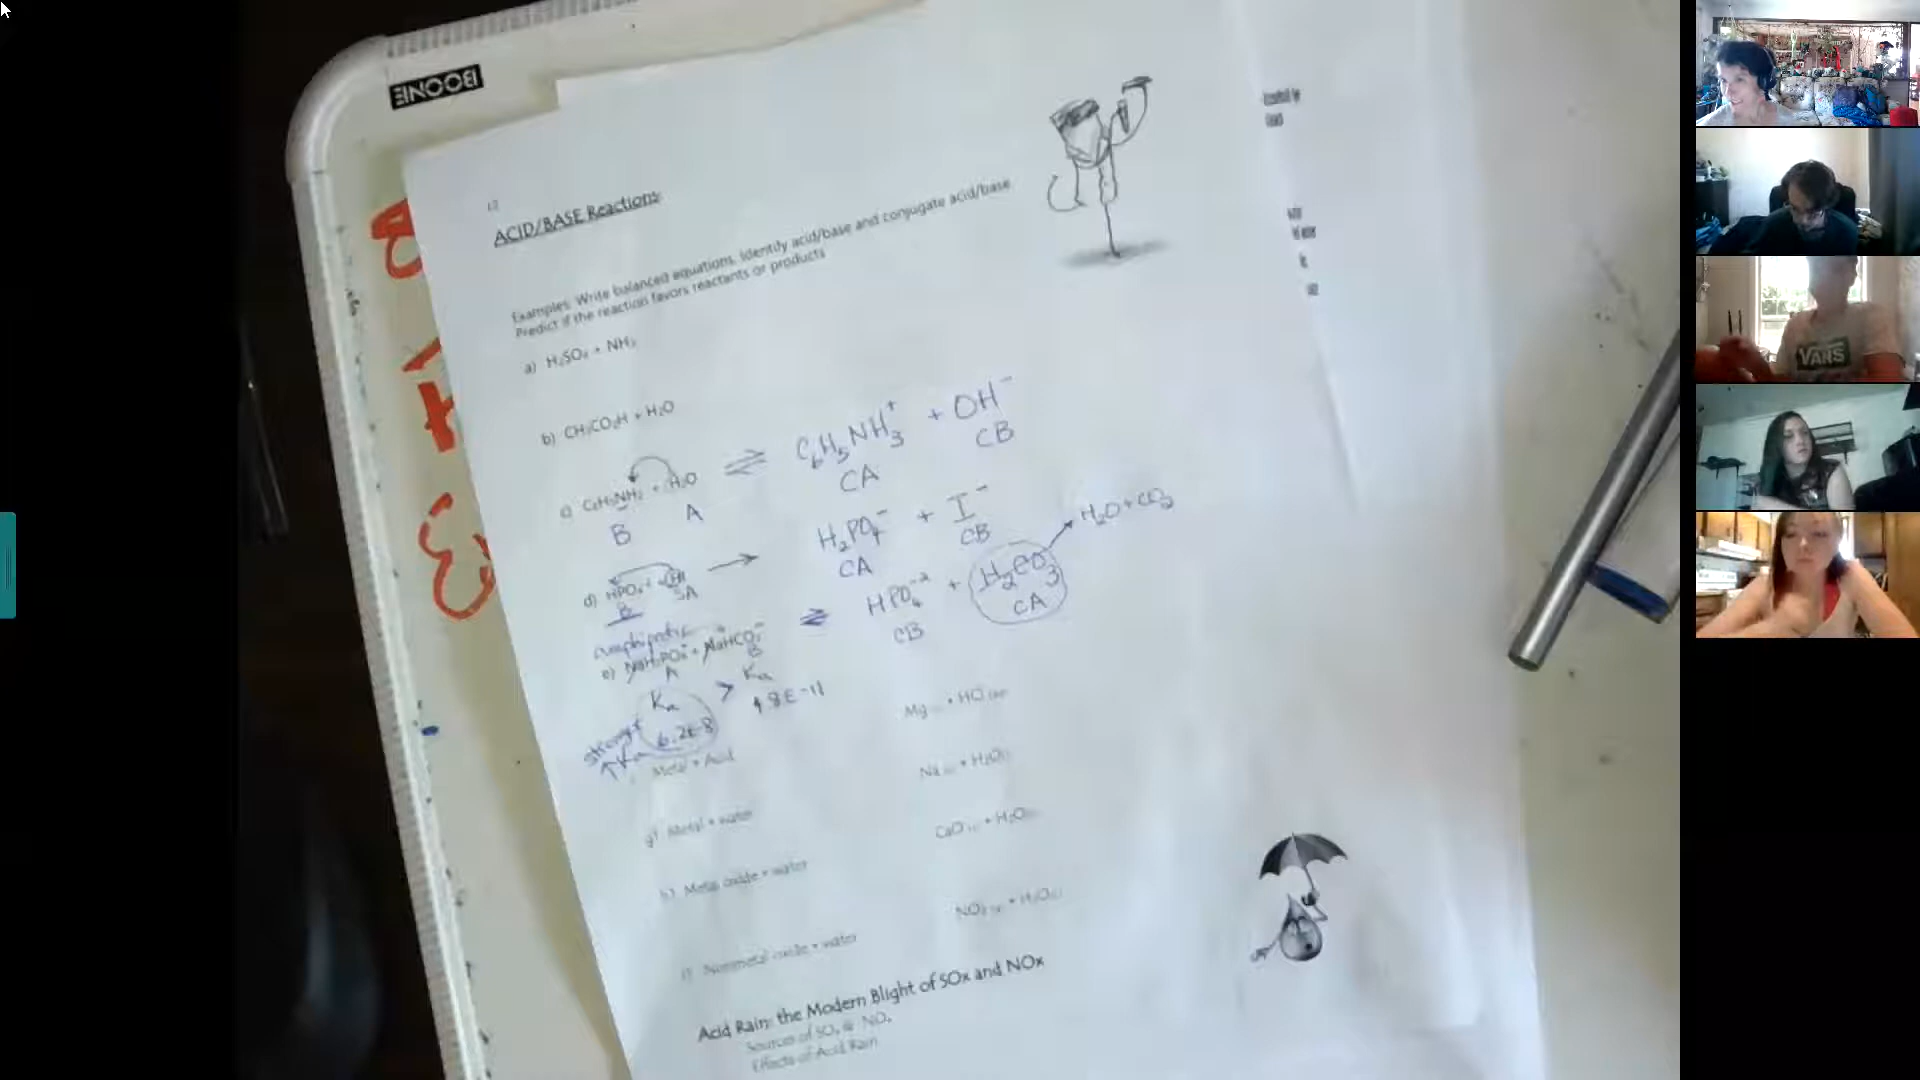 BOONE
17
ACID/BASE Reactions
Examples: Write balanced equations. Identify acid/base and conjugate acid/base
Predict if the reaction favors reactants or products
a) H₂SO₄ + NH₃
b) CH₃CO₂H + H₂O
c) C₆H₅NH₂ + H₂O ⇌ C₆H₅NH₃⁺ + OH⁻
B A CA CB
d) HPO₄⁻² + HI → H₂PO₄⁻ + I⁻
B SA CA CB
amphiprotic
e) NaH₂PO₄⁻ + NaHCO₃⁻ ⇌ HPO₄⁻² + H₂CO₃ → H₂O + CO₂
A B CB CA
Ka > Ka
6.2E-8 4.8E-11
stronger
↑Ka
Metal + Acid Mg + HCl
g) Metal + water Na + H₂O
h) Metal oxide + water CaO + H₂O
i) Nonmetal oxide + water NO₂ + H₂O
Acid Rain: the Modern Blight of SOx and NOx
Sources of SOₓ & NOₓ
Effects of Acid Rain
VANS